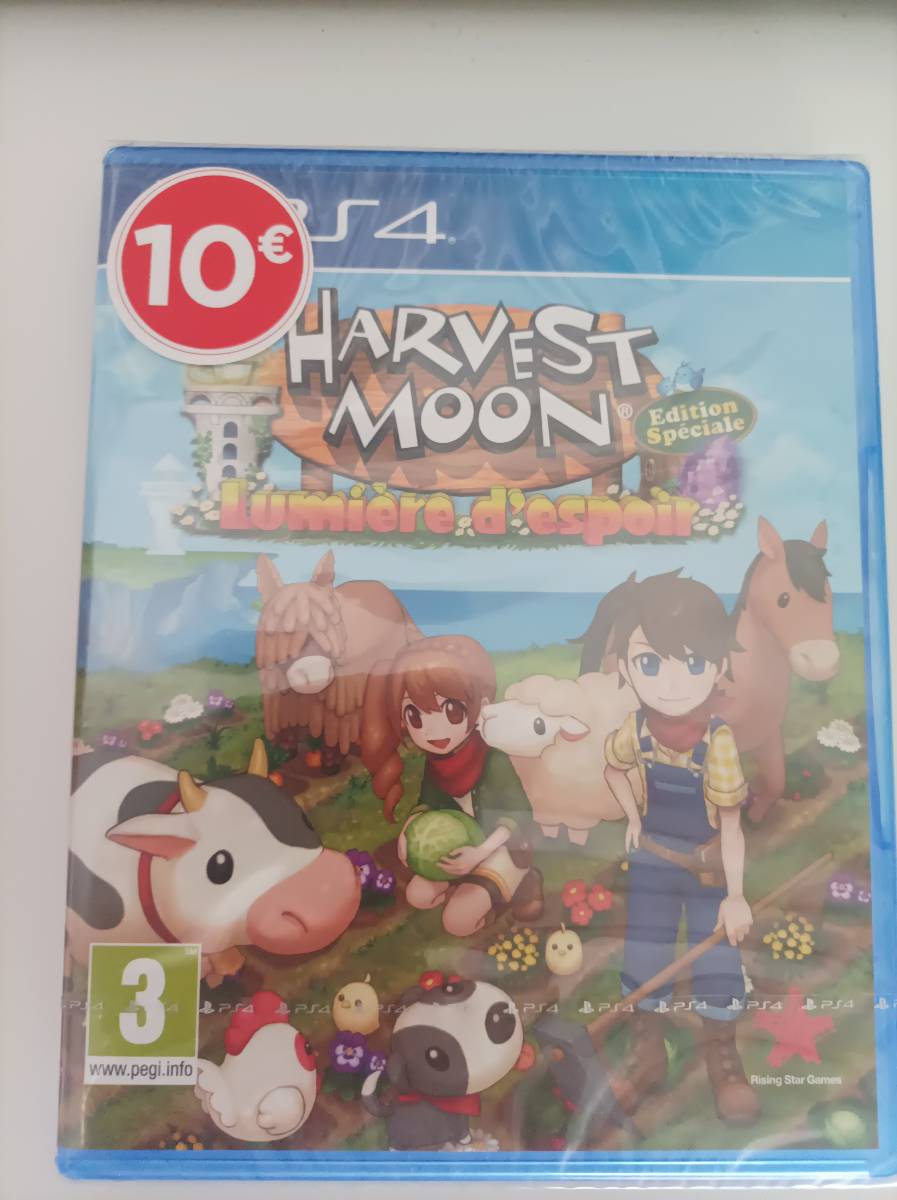 10€
PS4
HARVEST
MOON®
Edition
Spéciale
Lumière d'espoir
3
www.pegi.info
PS4 PS4 PS4 PS4 PS4 PS4 PS4 PS4 PS4
Rising Star Games